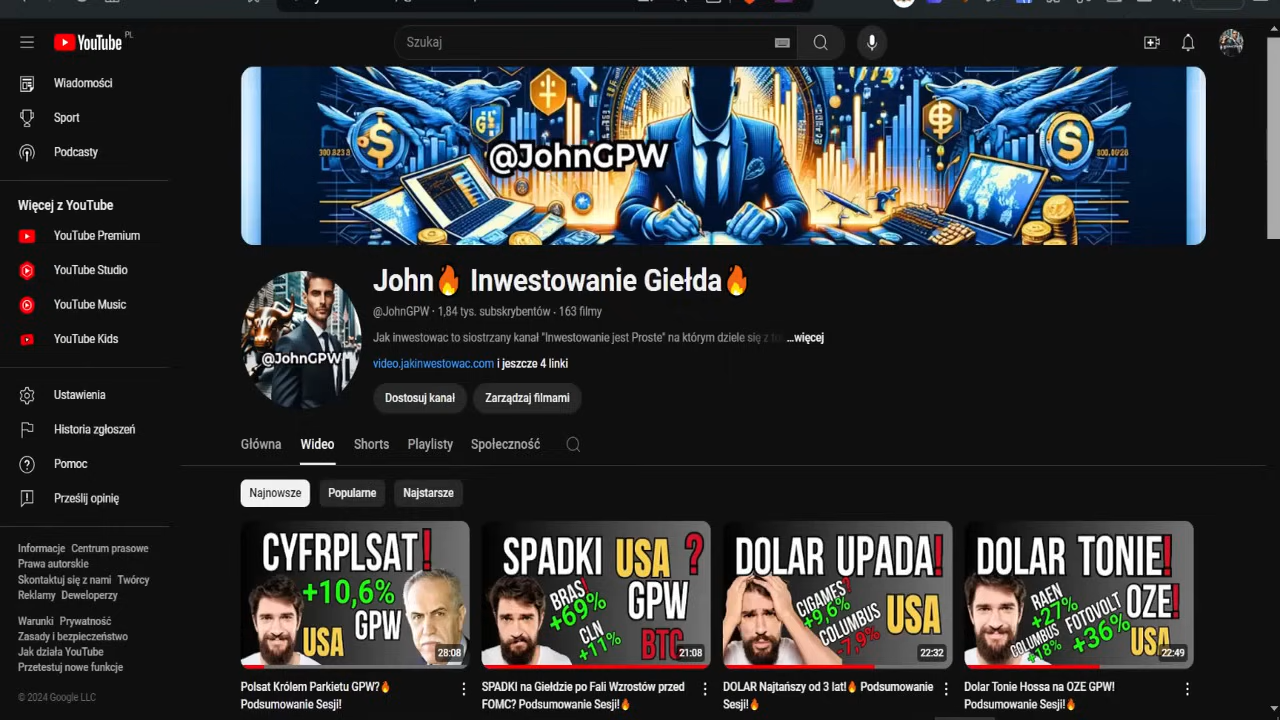 YouTube PL
Szukaj
Wiadomości
Sport
Podcasty
Więcej z YouTube
YouTube Premium
YouTube Studio
YouTube Music
YouTube Kids
Ustawienia
Historia zgłoszeń
Pomoc
Prześlij opinię
Informacje Centrum prasowe
Prawa autorskie
Skontaktuj się z nami Twórcy
Reklamy Deweloperzy
Warunki Prywatność
Zasady i bezpieczeństwo
Jak działa YouTube
Przetestuj nowe funkcje
© 2024 Google LLC
@JohnGPW
@JohnGPW
John🔥 Inwestowanie Giełda🔥
@JohnGPW · 1,84 tys. subskrybentów · 163 filmy
Jak inwestowac to siostrzany kanał "Inwestowanie jest Proste" na którym dziele się z ...więcej
video.jakinwestowac.com i jeszcze 4 linki
Dostosuj kanał Zarządzaj filmami
Główna Wideo Shorts Playlisty Społeczność
Najnowsze Popularne Najstarsze
CYFRPLSAT!
+10,6%
USA GPW
28:08
Polsat Królem Parkietu GPW?🔥
Podsumowanie Sesji!
SPADKI USA ?
BRAS!
+69%
GPW
CLN
+11%
BTC
21:08
SPADKI na Giełdzie po Fali Wzrostów przed
FOMC? Podsumowanie Sesji!🔥
DOLAR UPADA!
CIGAMES?
+9,6%
COLUMBUS
-7,9%
USA
22:32
DOLAR Najtańszy od 3 lat!🔥 Podsumowanie
Sesji!🔥
DOLAR TONIE!
RAEN
+27%
OZE!
COLUMBUS
+18%
FOTOVOLT
+36%
USA
22:49
Dolar Tonie Hossa na OZE GPW!
Podsumowanie Sesji!🔥